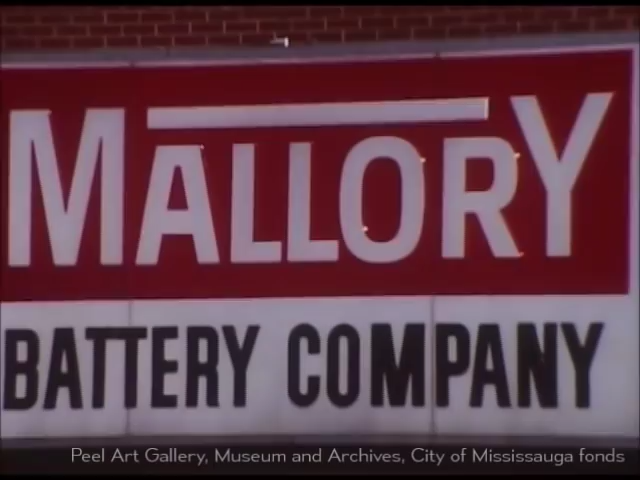 MALLORY
BATTERY COMPANY
Peel Art Gallery, Museum and Archives, City of Mississauga fonds